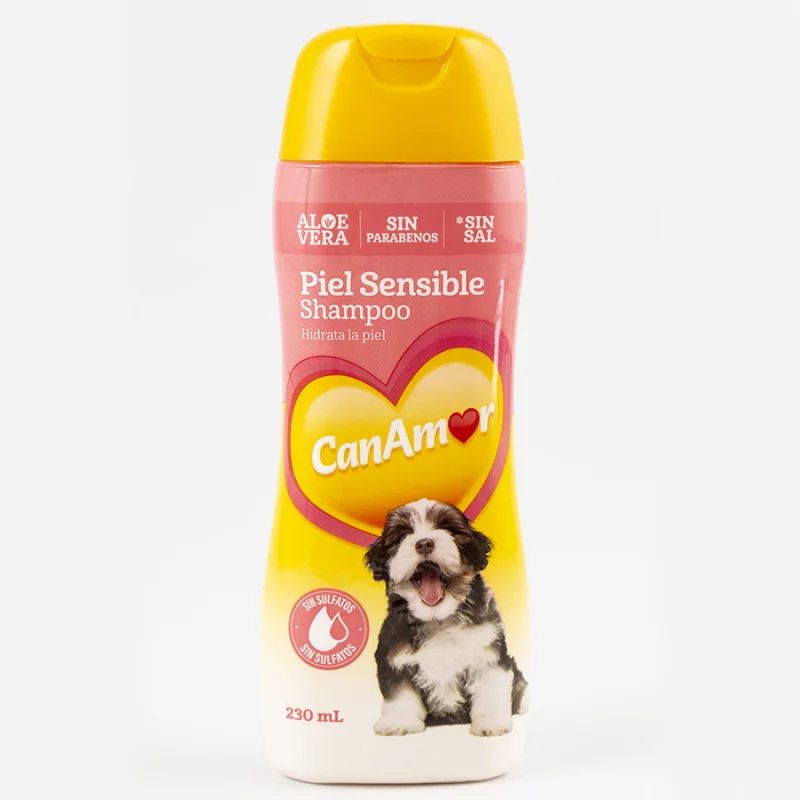 ALOE
VERA
SIN
PARABENOS
*SIN
SAL
Piel Sensible
Shampoo
Hidrata la piel
CanAmor
SIN SULFATOS
SIN SULFATOS
230 mL